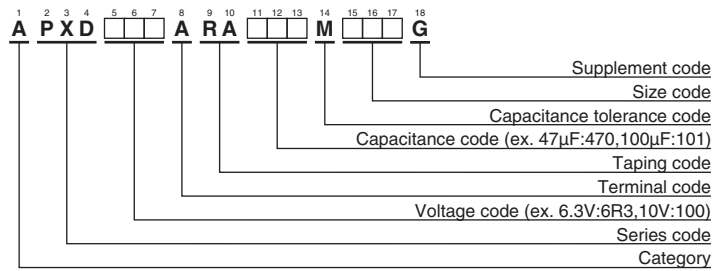 1 2 3 4 5 6 7 8 9 10 11 12 13 14 15 16 17 18
A PXD □□□ A RA □□□ M □□□ G
Supplement code
Size code
Capacitance tolerance code
Capacitance code (ex. 47µF:470,100µF:101)
Taping code
Terminal code
Voltage code (ex. 6.3V:6R3,10V:100)
Series code
Category